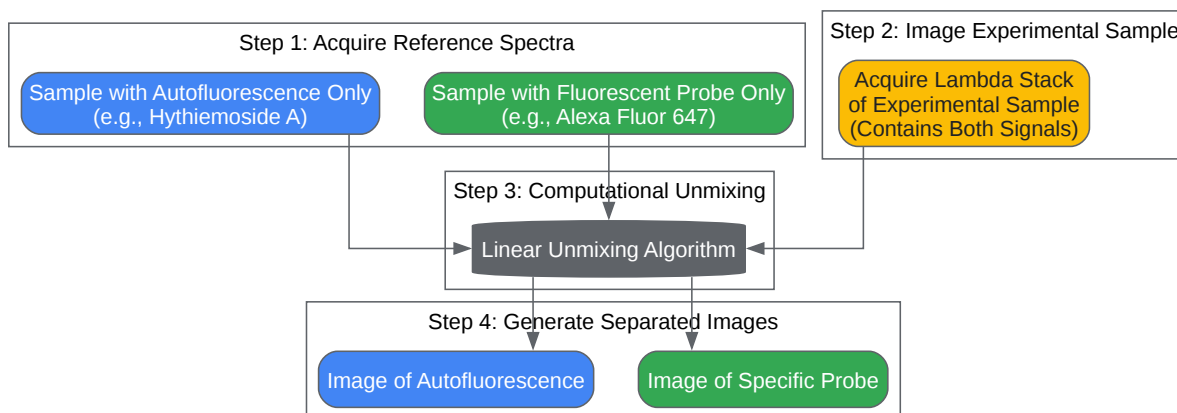 Step 1: Acquire Reference Spectra
Sample with Autofluorescence Only
(e.g., Hythiemoside A)
Sample with Fluorescent Probe Only
(e.g., Alexa Fluor 647)
Step 2: Image Experimental Sample
Acquire Lambda Stack
of Experimental Sample
(Contains Both Signals)
Step 3: Computational Unmixing
Linear Unmixing Algorithm
Step 4: Generate Separated Images
Image of Autofluorescence
Image of Specific Probe